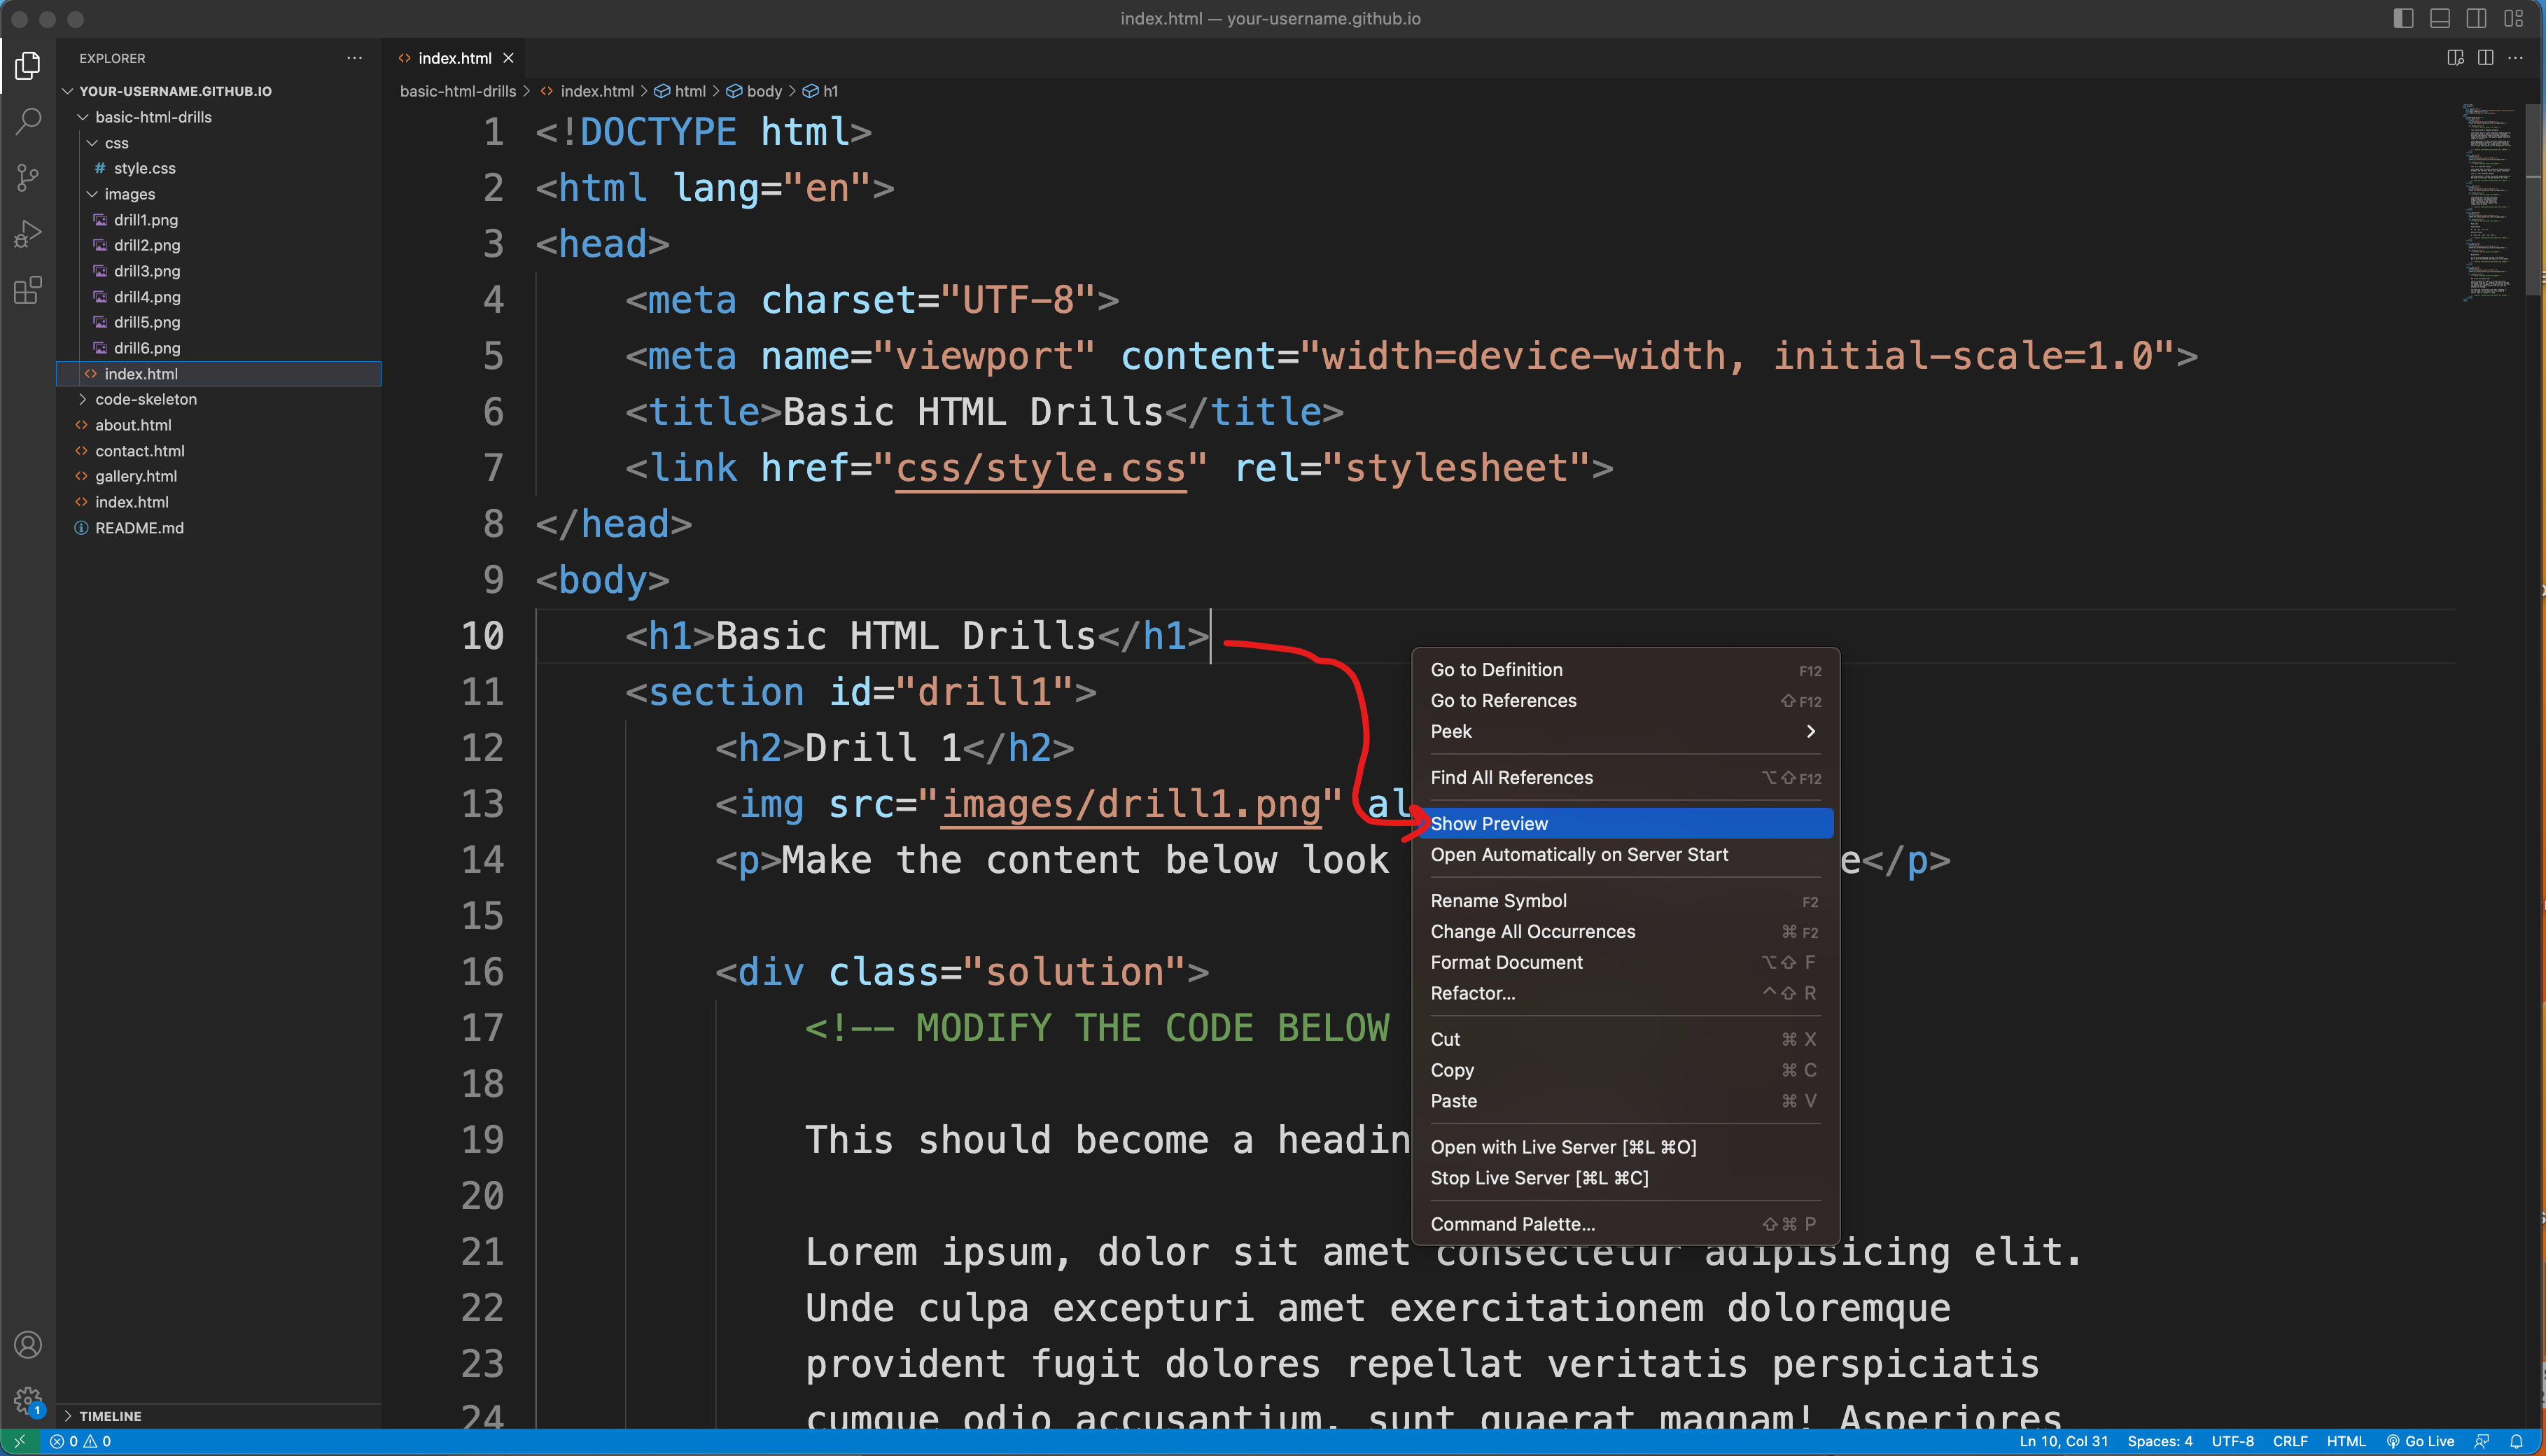 index.html — your-username.github.io
EXPLORER
YOUR-USERNAME.GITHUB.IO
basic-html-drills
css
# style.css
images
drill1.png
drill2.png
drill3.png
drill4.png
drill5.png
drill6.png
<> index.html
code-skeleton
<> about.html
<> contact.html
<> gallery.html
<> index.html
README.md
TIMELINE
<> index.html
basic-html-drills > <> index.html > html > body > h1
1 <!DOCTYPE html>
2 <html lang="en">
3 <head>
4 <meta charset="UTF-8">
5 <meta name="viewport" content="width=device-width, initial-scale=1.0">
6 <title>Basic HTML Drills</title>
7 <link href="css/style.css" rel="stylesheet">
8 </head>
9 <body>
10 <h1>Basic HTML Drills</h1>
11 <section id="drill1">
12 <h2>Drill 1</h2>
13 <img src="images/drill1.png" al
14 <p>Make the content below look e</p>
15
16 <div class="solution">
17 <!-- MODIFY THE CODE BELOW
18
19 This should become a headin
20
21 Lorem ipsum, dolor sit amet consectetur adipisicing elit.
22 Unde culpa excepturi amet exercitationem doloremque
23 provident fugit dolores repellat veritatis perspiciatis
24 cumque odio accusantium, sunt quaerat magnam! Asperiores
Go to Definition F12
Go to References ⇧F12
Peek
Find All References ⌥⇧F12
Show Preview
Open Automatically on Server Start
Rename Symbol F2
Change All Occurrences ⌘F2
Format Document ⌥⇧F
Refactor... ^⇧R
Cut ⌘X
Copy ⌘C
Paste ⌘V
Open with Live Server [⌘L ⌘O]
Stop Live Server [⌘L ⌘C]
Command Palette... ⇧⌘P
1
0 0
Ln 10, Col 31 Spaces: 4 UTF-8 CRLF HTML Go Live